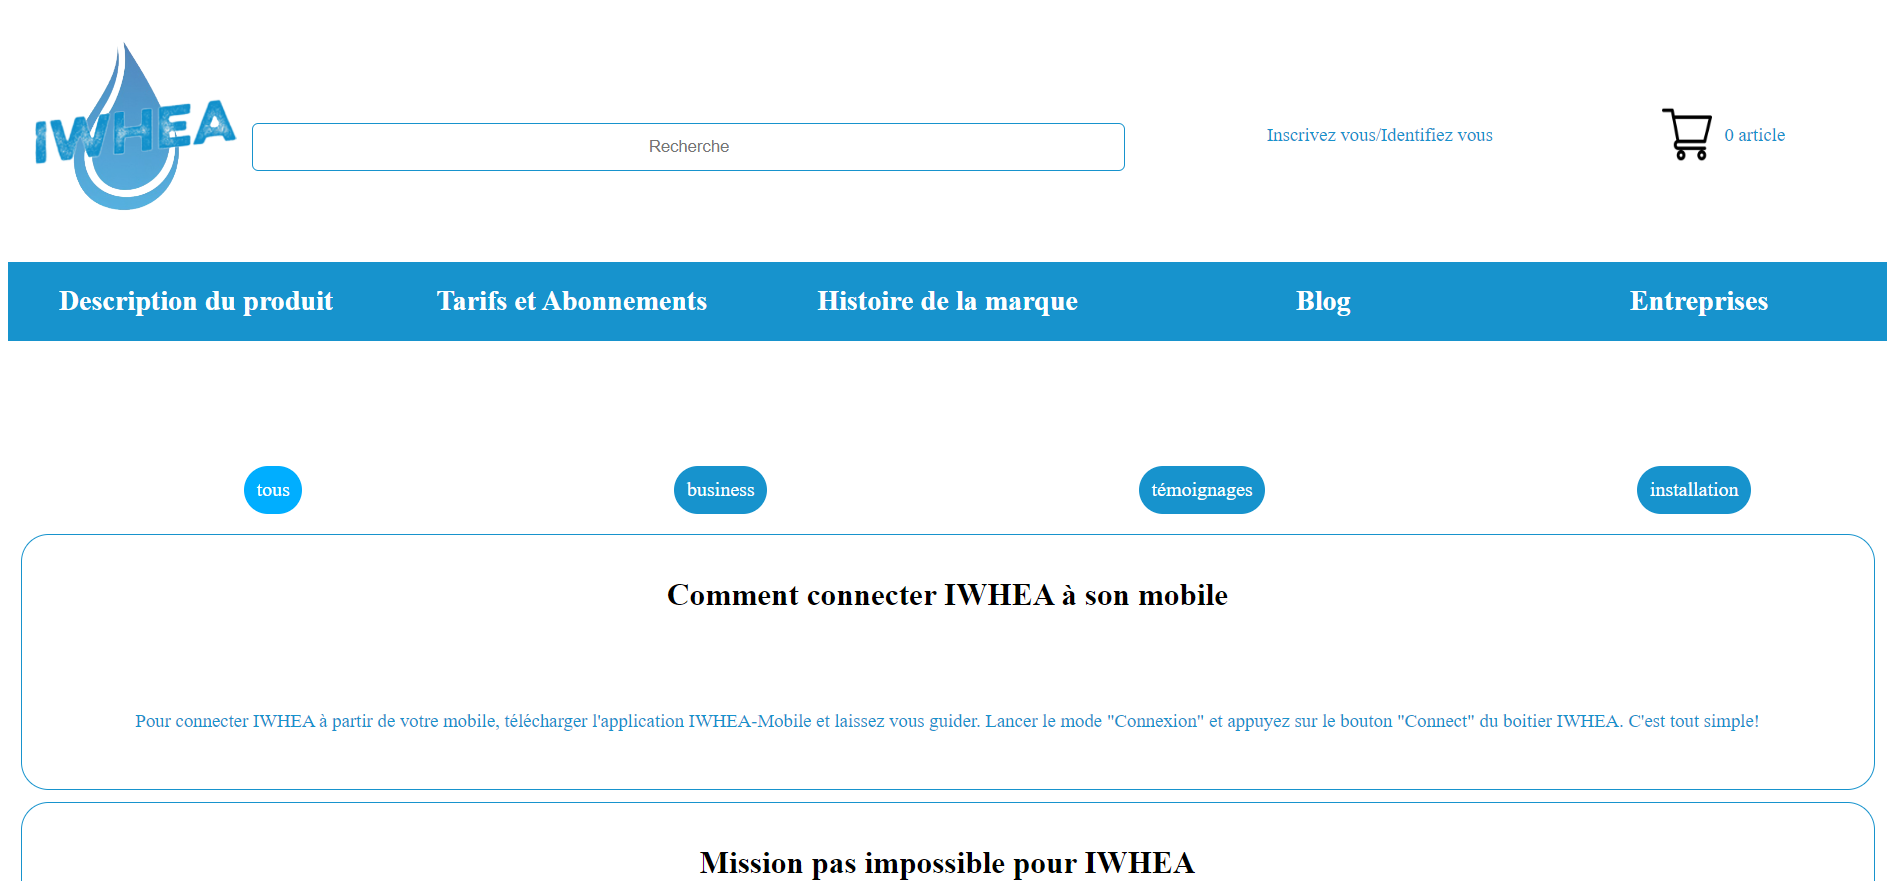 IWHEA
Recherche
Inscrivez vous/Identifiez vous
0 article
Description du produit
Tarifs et Abonnements
Histoire de la marque
Blog
Entreprises
tous
business
témoignages
installation
Comment connecter IWHEA à son mobile
Pour connecter IWHEA à partir de votre mobile, télécharger l'application IWHEA-Mobile et laissez vous guider. Lancer le mode "Connexion" et appuyez sur le bouton "Connect" du boitier IWHEA. C'est tout simple!
Mission pas impossible pour IWHEA